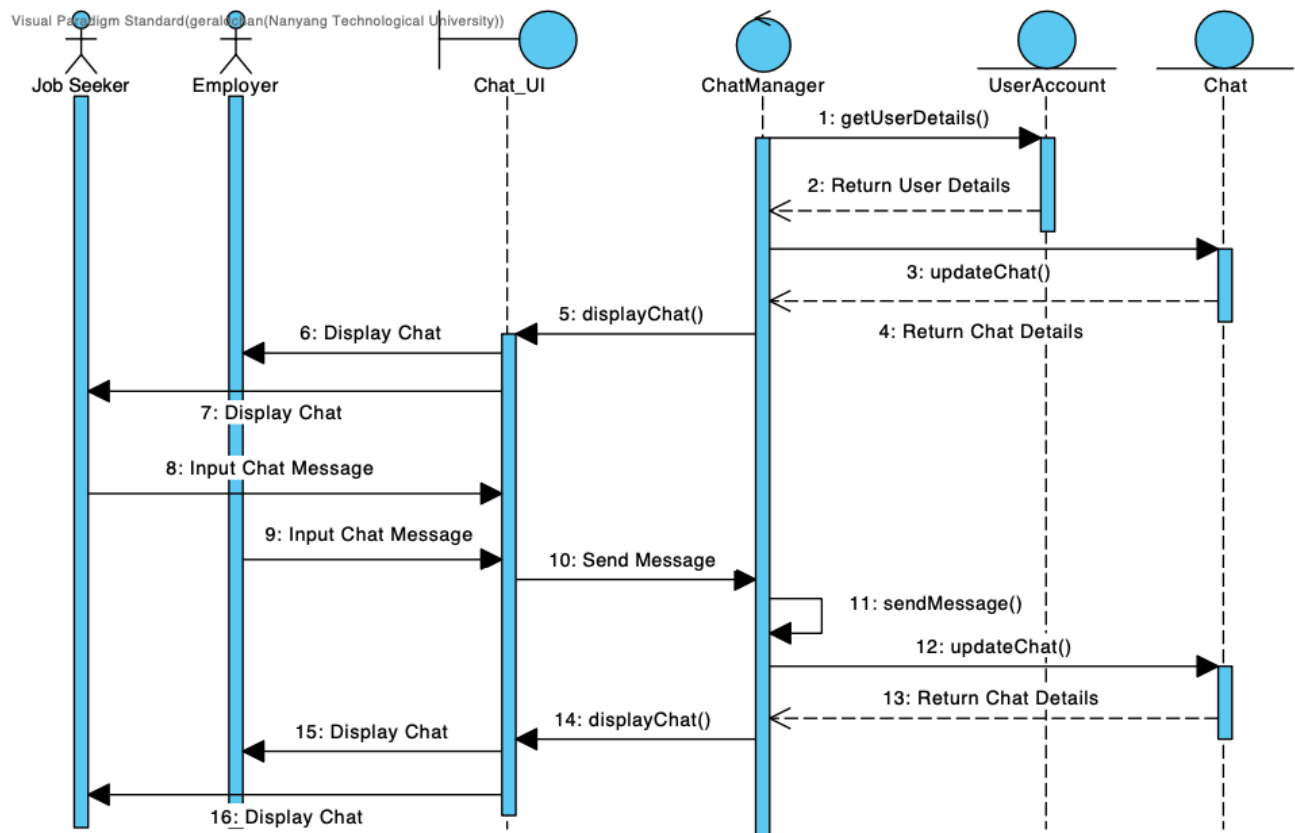 Visual Paradigm Standard(geraldchan(Nanyang Technological University))
Job Seeker
Employer
Chat_UI
ChatManager
UserAccount
Chat
1: getUserDetails()
2: Return User Details
3: updateChat()
4: Return Chat Details
5: displayChat()
6: Display Chat
7: Display Chat
8: Input Chat Message
9: Input Chat Message
10: Send Message
11: sendMessage()
12: updateChat()
13: Return Chat Details
14: displayChat()
15: Display Chat
16: Display Chat